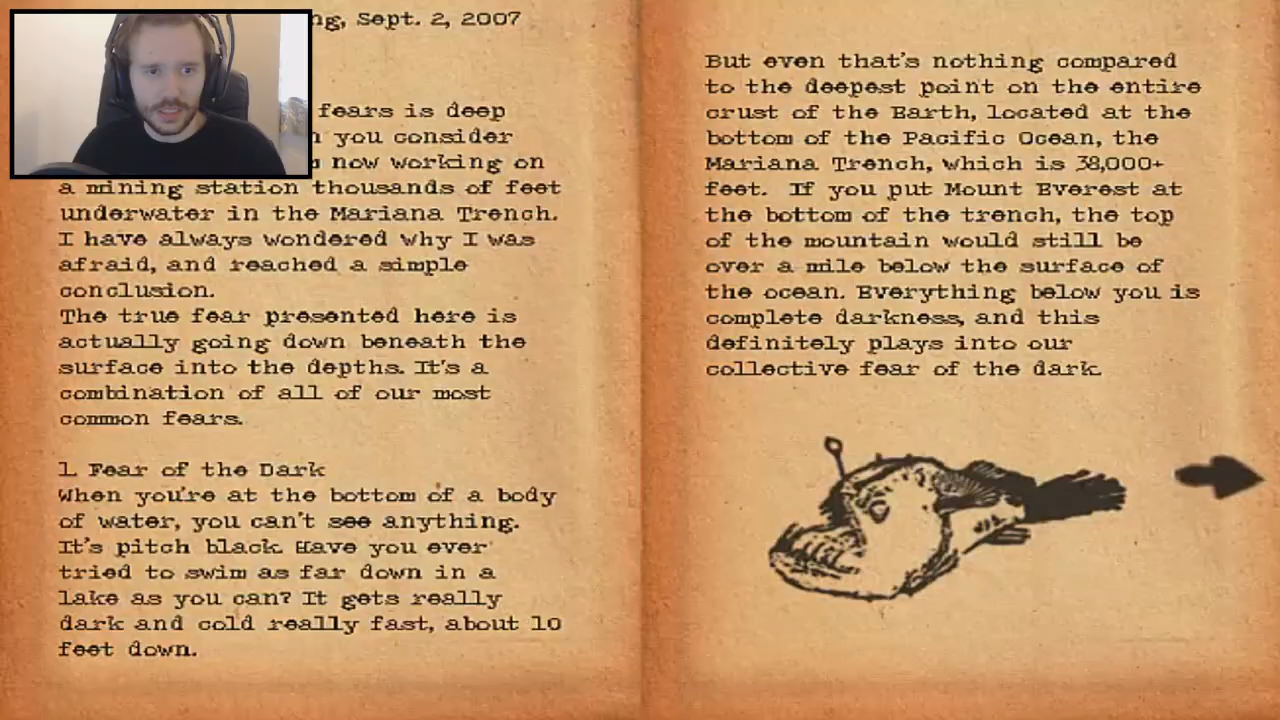 ng, Sept. 2, 2007
fears is deep
you consider
now working on
a mining station thousands of feet
underwater in the Mariana Trench.
I have always wondered why I was
afraid, and reached a simple
conclusion.
The true fear presented here is
actually going down beneath the
surface into the depths. It's a
combination of all of our most
common fears.
1. Fear of the Dark
When you're at the bottom of a body
of water, you can't see anything.
It's pitch black. Have you ever
tried to swim as far down in a
lake as you can? It gets really
dark and cold really fast, about 10
feet down.
But even that's nothing compared
to the deepest point on the entire
crust of the Earth, located at the
bottom of the Pacific Ocean, the
Mariana Trench, which is 38,000+
feet. If you put Mount Everest at
the bottom of the trench, the top
of the mountain would still be
over a mile below the surface of
the ocean. Everything below you is
complete darkness, and this
definitely plays into our
collective fear of the dark.